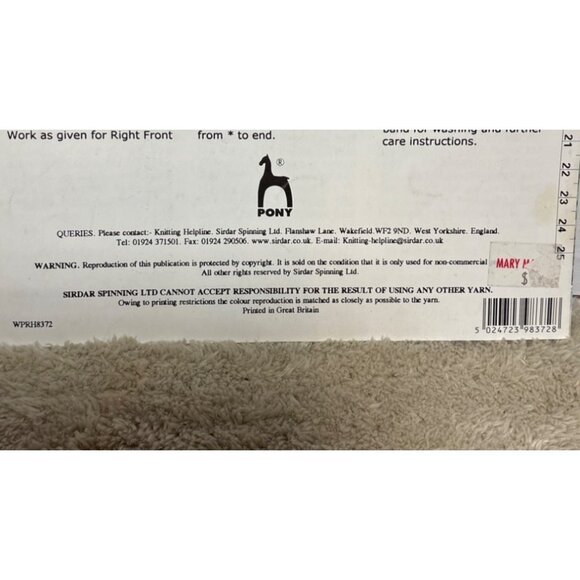 Work as given for Right Front
from * to end.
band for washing and further
care instructions.
®
PONY
QUERIES. Please contact:- Knitting Helpline. Sirdar Spinning Ltd. Flanshaw Lane. Wakefield.WF2 9ND. West Yorkshire. England.
Tel: 01924 371501. Fax: 01924 290506. www.sirdar.co.uk. E-mail: Knitting-helpline@sirdar.co.uk
WARNING. Reproduction of this publication is protected by copyright. It is sold on the condition that it is only used for non-commercial
All other rights reserved by Sirdar Spinning Ltd.
MARY
$
SIRDAR SPINNING LTD CANNOT ACCEPT RESPONSIBILITY FOR THE RESULT OF USING ANY OTHER YARN.
Owing to printing restrictions the colour reproduction is matched as closely as possible to the yarn.
Printed in Great Britain
WPRH8372
5 024723 983728
21
22
23
24
25